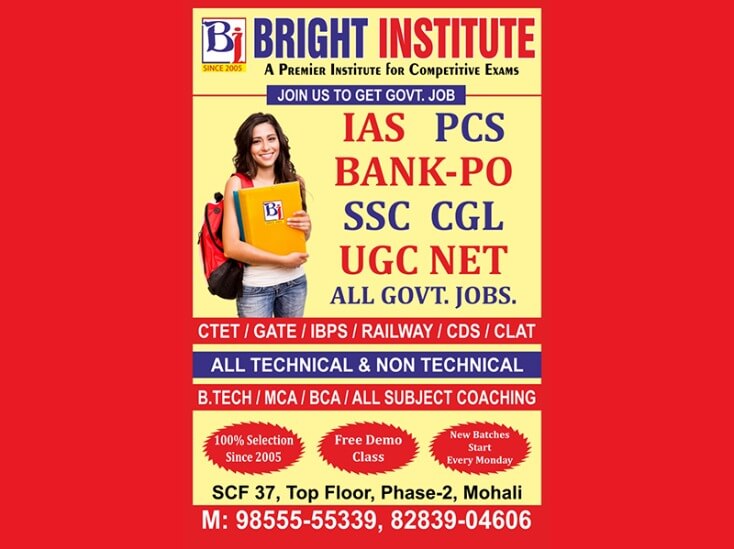 Bi
SINCE 2005
BRIGHT INSTITUTE
A Premier Institute for Competitive Exams
JOIN US TO GET GOVT. JOB
IAS PCS
BANK-PO
SSC CGL
UGC NET
ALL GOVT. JOBS.
Bi
CTET / GATE / IBPS / RAILWAY / CDS / CLAT
ALL TECHNICAL & NON TECHNICAL
B.TECH / MCA / BCA / ALL SUBJECT COACHING
100% Selection
Since 2005
Free Demo
Class
New Batches
Start
Every Monday
SCF 37, Top Floor, Phase-2, Mohali
M: 98555-55339, 82839-04606